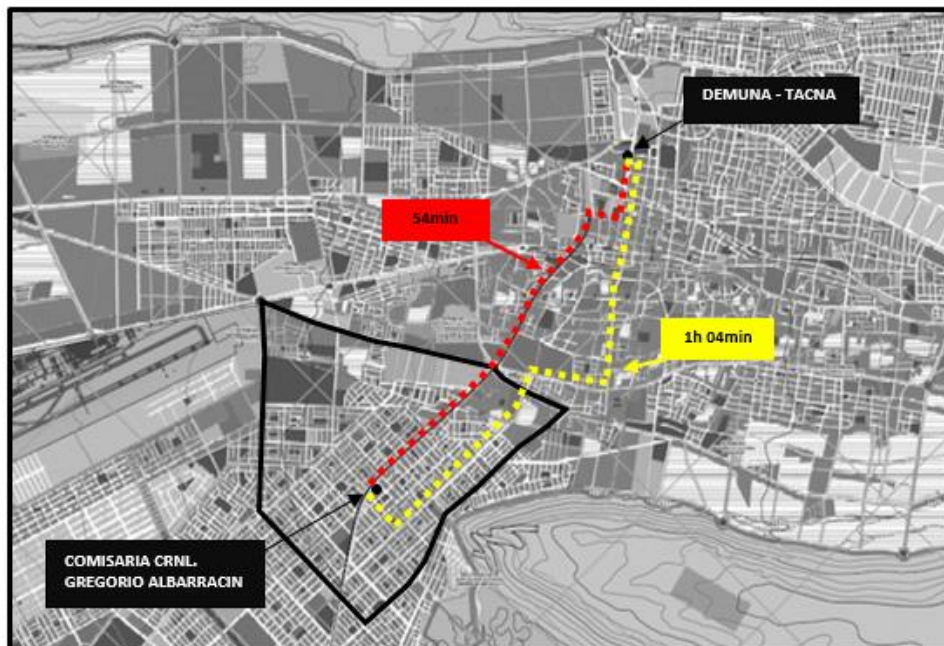 DEMUNA - TACNA
54min
1h 04min
COMISARIA CRNL.
GREGORIO ALBARRACIN